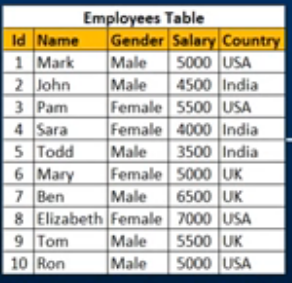 Employees Table
Id Name Gender Salary Country
1 Mark Male 5000 USA
2 John Male 4500 India
3 Pam Female 5500 USA
4 Sara Female 4000 India
5 Todd Male 3500 India
6 Mary Female 5000 UK
7 Ben Male 6500 UK
8 Elizabeth Female 7000 USA
9 Tom Male 5500 UK
10 Ron Male 5000 USA